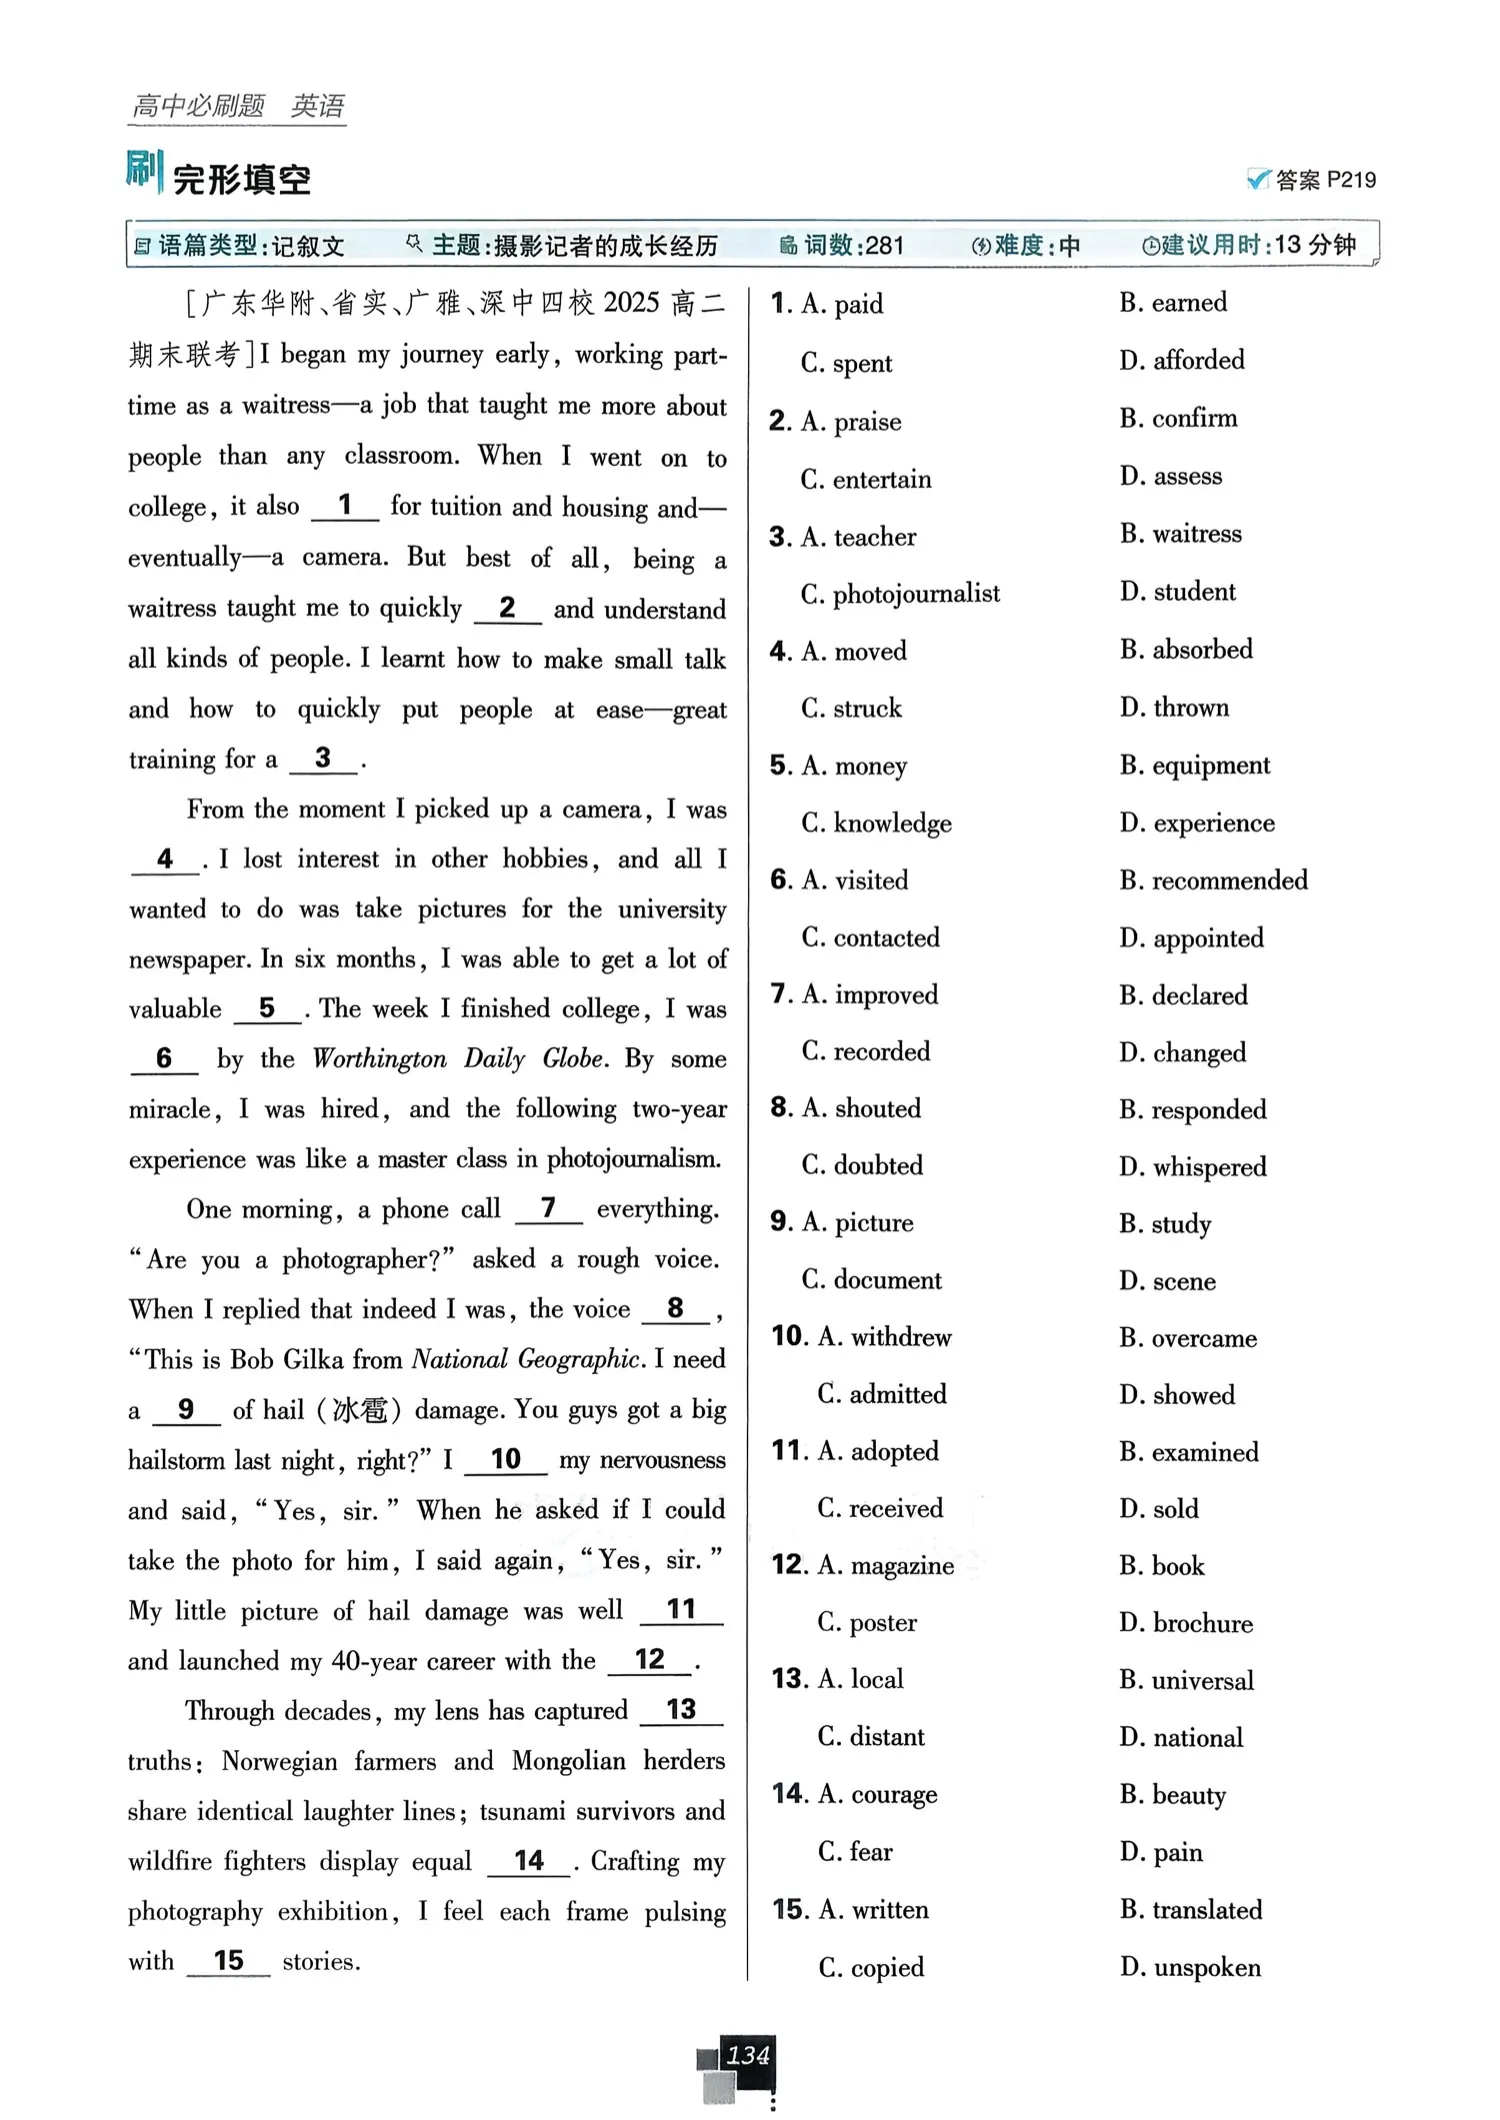 高中必刷题 英语
刷 完形填空
答案 P219
语篇类型:记叙文 主题:摄影记者的成长经历 词数:281 难度:中 建议用时:13 分钟
[广东华附、省实、广雅、深中四校 2025 高二
期末联考]I began my journey early, working part-
time as a waitress—a job that taught me more about
people than any classroom. When I went on to
college, it also 1 for tuition and housing and—
eventually—a camera. But best of all, being a
waitress taught me to quickly 2 and understand
all kinds of people. I learnt how to make small talk
and how to quickly put people at ease—great
training for a 3 .
From the moment I picked up a camera, I was
4 . I lost interest in other hobbies, and all I
wanted to do was take pictures for the university
newspaper. In six months, I was able to get a lot of
valuable 5 . The week I finished college, I was
6 by the Worthington Daily Globe. By some
miracle, I was hired, and the following two-year
experience was like a master class in photojournalism.
One morning, a phone call 7 everything.
“Are you a photographer?” asked a rough voice.
When I replied that indeed I was, the voice 8 ,
“This is Bob Gilka from National Geographic. I need
a 9 of hail (冰雹) damage. You guys got a big
hailstorm last night, right?” I 10 my nervousness
and said, “Yes, sir.” When he asked if I could
take the photo for him, I said again, “Yes, sir.”
My little picture of hail damage was well 11
and launched my 40-year career with the 12 .
Through decades, my lens has captured 13
truths: Norwegian farmers and Mongolian herders
share identical laughter lines; tsunami survivors and
wildfire fighters display equal 14 . Crafting my
photography exhibition, I feel each frame pulsing
with 15 stories.
1. A. paid B. earned
C. spent D. afforded
2. A. praise B. confirm
C. entertain D. assess
3. A. teacher B. waitress
C. photojournalist D. student
4. A. moved B. absorbed
C. struck D. thrown
5. A. money B. equipment
C. knowledge D. experience
6. A. visited B. recommended
C. contacted D. appointed
7. A. improved B. declared
C. recorded D. changed
8. A. shouted B. responded
C. doubted D. whispered
9. A. picture B. study
C. document D. scene
10. A. withdrew B. overcame
C. admitted D. showed
11. A. adopted B. examined
C. received D. sold
12. A. magazine B. book
C. poster D. brochure
13. A. local B. universal
C. distant D. national
14. A. courage B. beauty
C. fear D. pain
15. A. written B. translated
C. copied D. unspoken
134